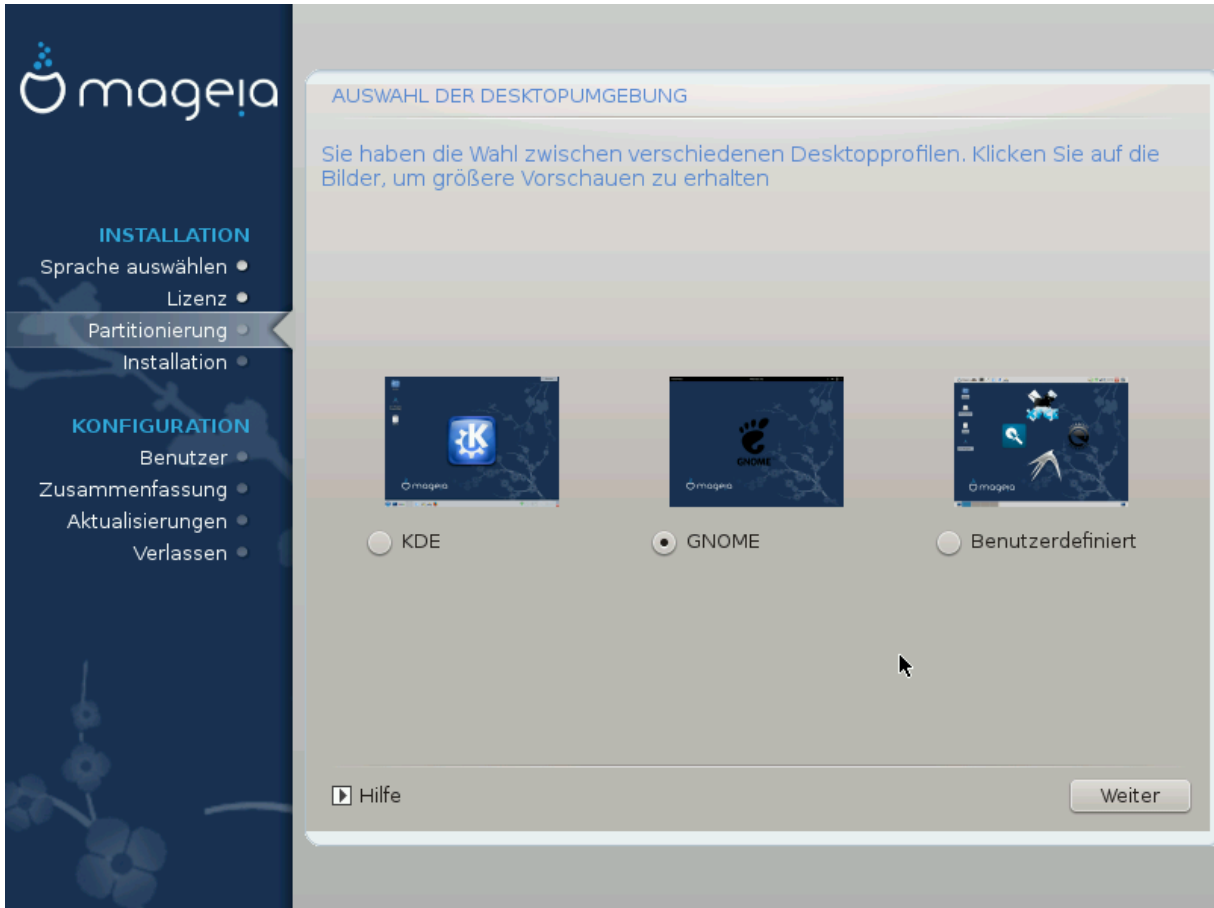 mageia
INSTALLATION
Sprache auswählen
Lizenz
Partitionierung
Installation
KONFIGURATION
Benutzer
Zusammenfassung
Aktualisierungen
Verlassen
AUSWAHL DER DESKTOPUMGEBUNG
Sie haben die Wahl zwischen verschiedenen Desktopprofilen. Klicken Sie auf die
Bilder, um größere Vorschauen zu erhalten
mageia
GNOME
mageia
mageia
KDE
GNOME
Benutzerdefiniert
Hilfe
Weiter